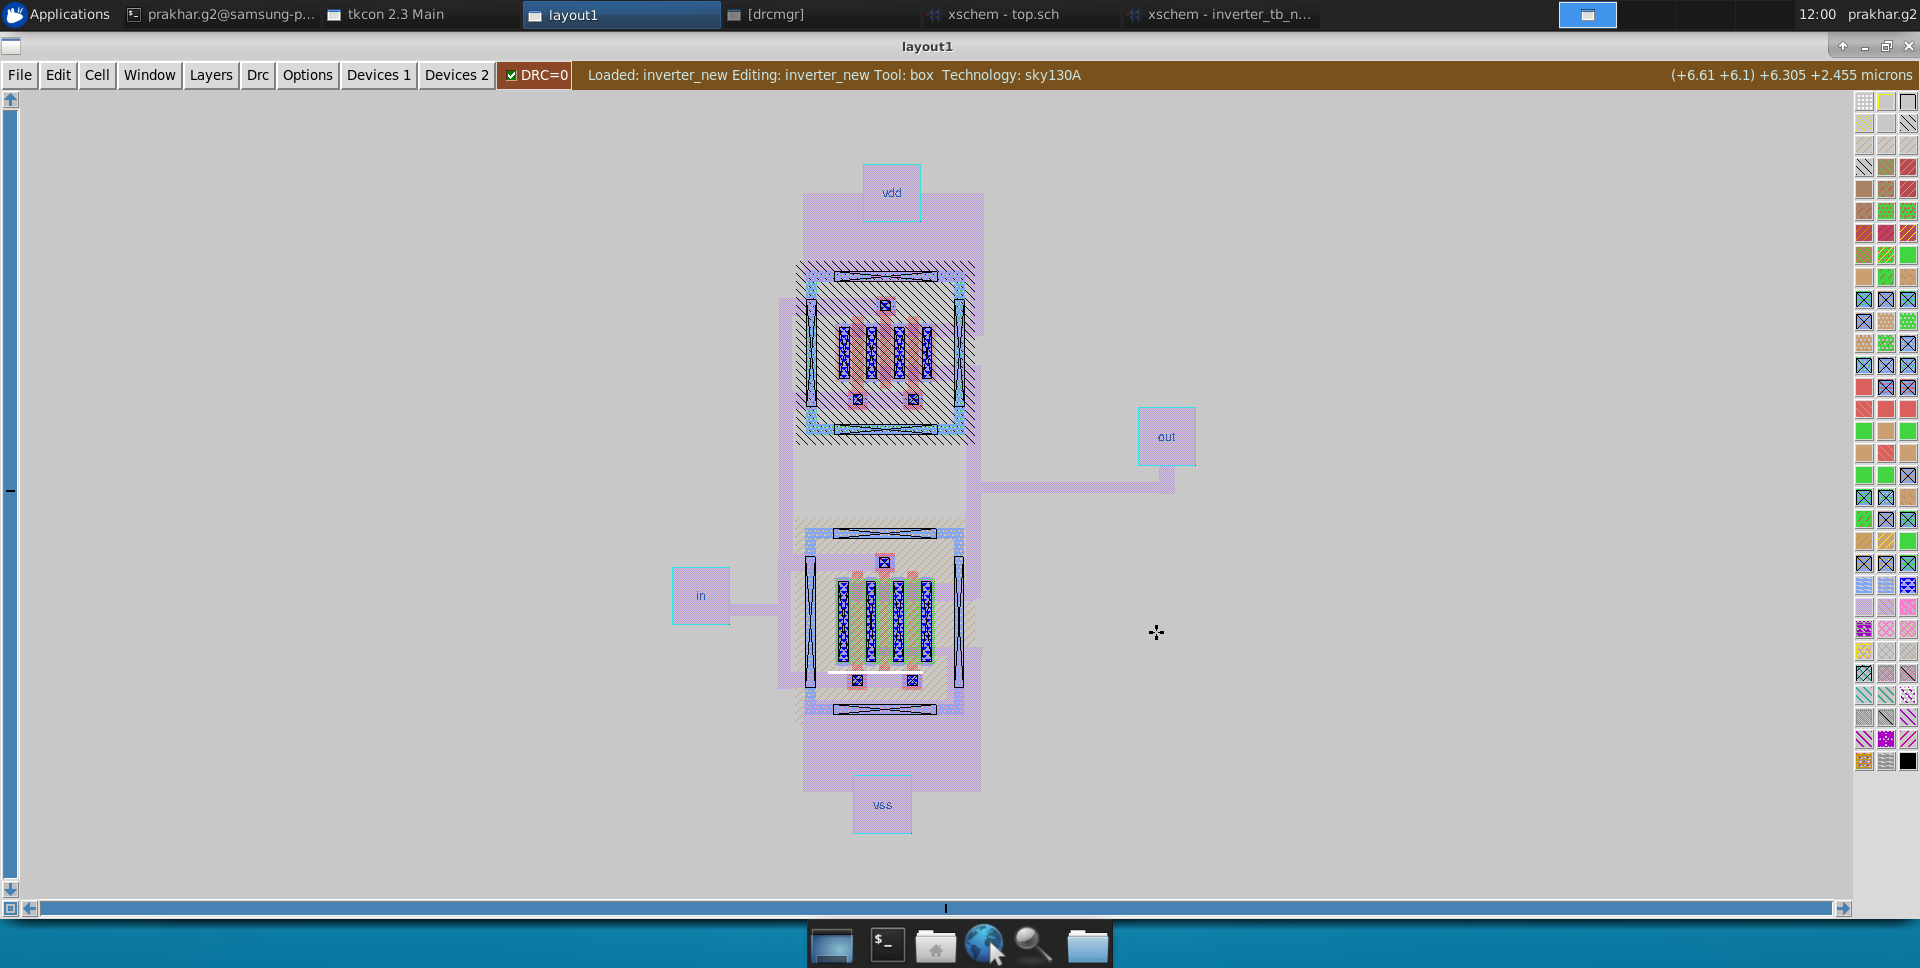 Applications prakhar.g2@samsung-p... tkcon 2.3 Main layout1 [drcmgr] xschem - top.sch xschem - inverter_tb_n... 12:00 prakhar.g2
layout1
File Edit Cell Window Layers Drc Options Devices 1 Devices 2 DRC=0 Loaded: inverter_new Editing: inverter_new Tool: box Technology: sky130A (+6.61 +6.1) +6.305 +2.455 microns
vdd
out
in
vss
$_